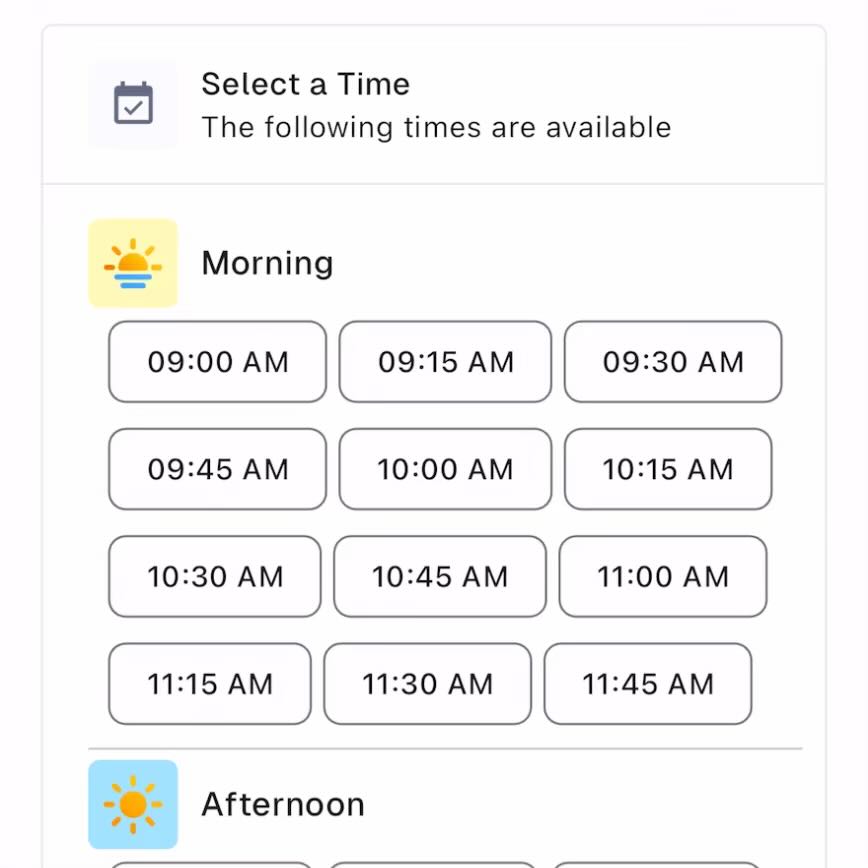 Select a Time
The following times are available
Morning
09:00 AM 09:15 AM 09:30 AM
09:45 AM 10:00 AM 10:15 AM
10:30 AM 10:45 AM 11:00 AM
11:15 AM 11:30 AM 11:45 AM
Afternoon